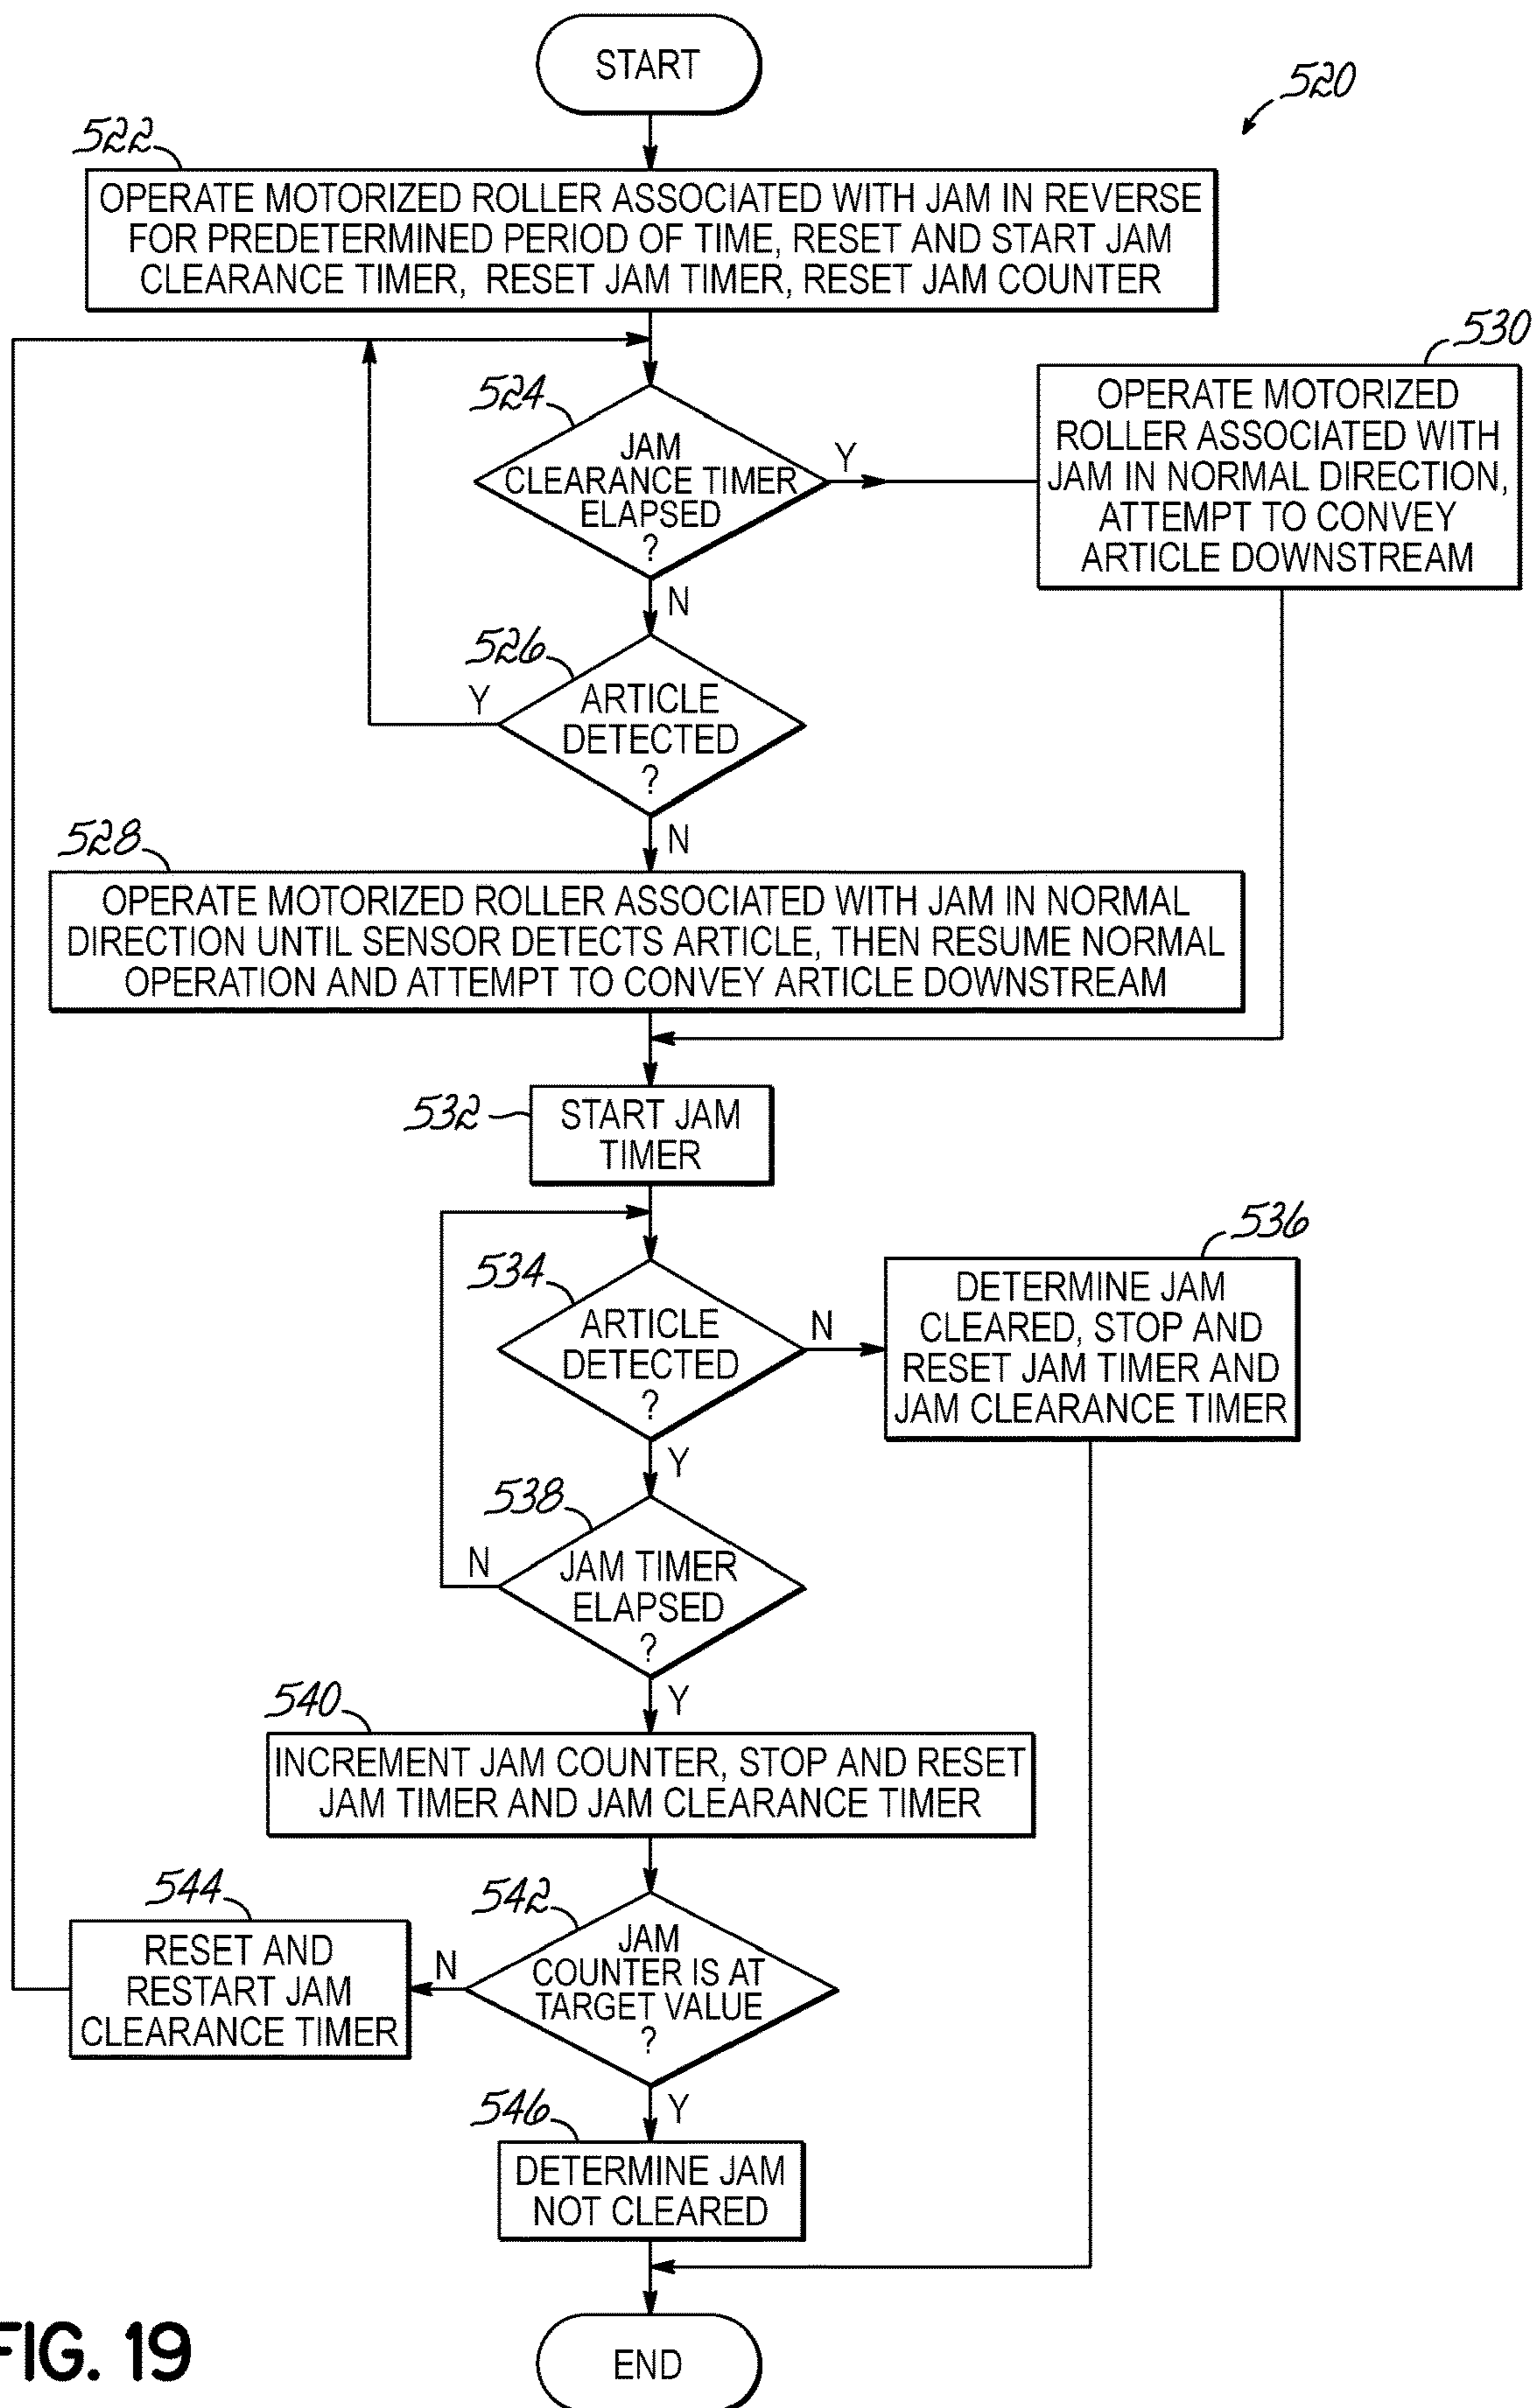 START
520
522
OPERATE MOTORIZED ROLLER ASSOCIATED WITH JAM IN REVERSE
FOR PREDETERMINED PERIOD OF TIME, RESET AND START JAM
CLEARANCE TIMER, RESET JAM TIMER, RESET JAM COUNTER
530
OPERATE MOTORIZED
ROLLER ASSOCIATED WITH
JAM IN NORMAL DIRECTION,
ATTEMPT TO CONVEY
ARTICLE DOWNSTREAM
524
JAM
CLEARANCE TIMER
ELAPSED
?
Y
N
526
ARTICLE
DETECTED
?
Y
N
528
OPERATE MOTORIZED ROLLER ASSOCIATED WITH JAM IN NORMAL
DIRECTION UNTIL SENSOR DETECTS ARTICLE, THEN RESUME NORMAL
OPERATION AND ATTEMPT TO CONVEY ARTICLE DOWNSTREAM
532
START JAM
TIMER
534
ARTICLE
DETECTED
?
N
Y
536
DETERMINE JAM
CLEARED, STOP AND
RESET JAM TIMER AND
JAM CLEARANCE TIMER
538
JAM TIMER
ELAPSED
?
N
Y
540
INCREMENT JAM COUNTER, STOP AND RESET
JAM TIMER AND JAM CLEARANCE TIMER
542
JAM
COUNTER IS AT
TARGET VALUE
?
N
Y
544
RESET AND
RESTART JAM
CLEARANCE TIMER
546
DETERMINE JAM
NOT CLEARED
END
FIG. 19